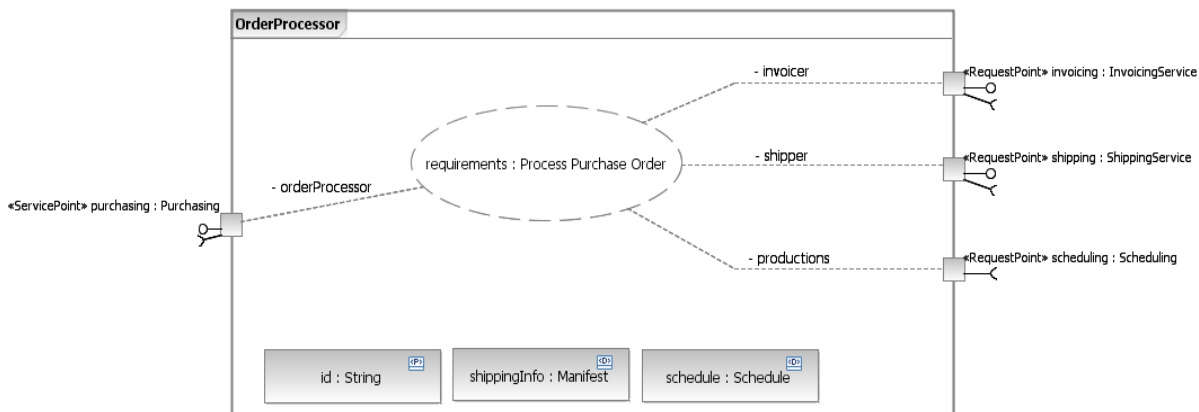 OrderProcessor
- invoicer
«RequestPoint» invoicing : InvoicingService
requirements : Process Purchase Order
- shipper
«RequestPoint» shipping : ShippingService
- orderProcessor
«ServicePoint» purchasing : Purchasing
- productions
«RequestPoint» scheduling : Scheduling
id : String
«P»
shippingInfo : Manifest
«D»
schedule : Schedule
«D»